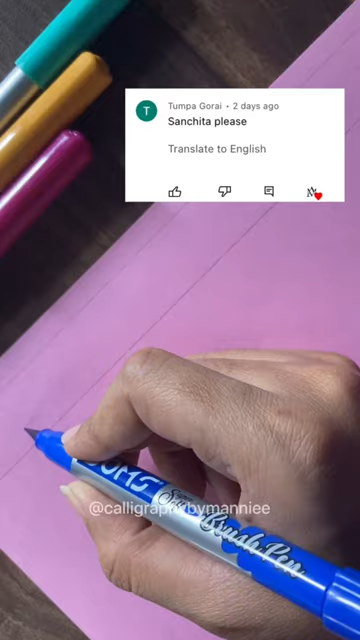 T
Tumpa Gorai • 2 days ago
Sanchita please
Translate to English
@calligraphybymanniee
Brush Pen